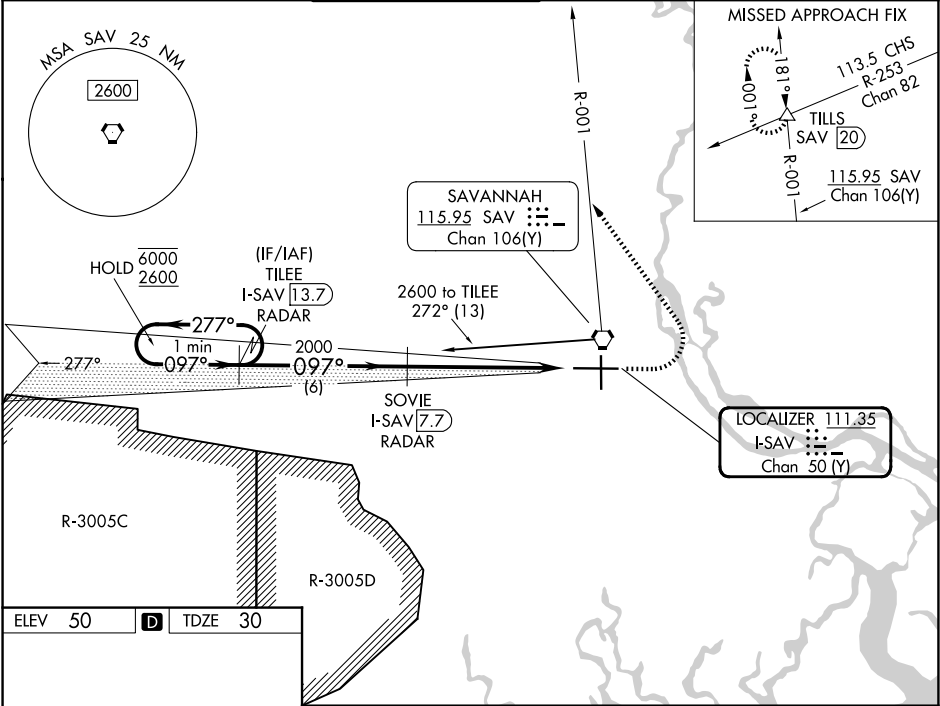 MSA SAV 25 NM
2600
HOLD
6000
2600
(IF/IAF)
TILEE
I-SAV 13.7
RADAR
277°
1 min
097°
277°
2000
097°
(6)
SOVIE
I-SAV 7.7
RADAR
2600 to TILEE
272° (13)
SAVANNAH
115.95 SAV
Chan 106(Y)
R-001
MISSED APPROACH FIX
181°
001°
113.5 CHS
R-253
Chan 82
TILLS
SAV 20
R-001
115.95 SAV
Chan 106(Y)
LOCALIZER 111.35
I-SAV
Chan 50 (Y)
R-3005C
R-3005D
ELEV 50 D TDZE 30